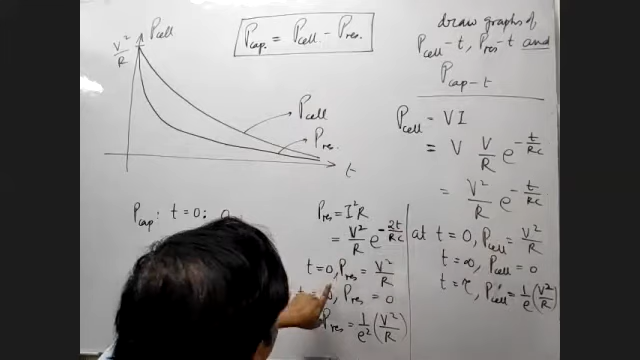 V²/R
P_cell
P_cap. = P_cell. - P_res.
draw graphs of
P_cell - t, P_res - t and
P_cap - t
P_cell
P_res.
t
P_cap: t = 0: 0
P_res = I²R
= V²/R e^(-2t/RC)
t = 0, P_res = V²/R
0, P_res = 0
P_res = 1/e² (V²/R)
P_cell = VI
= V V/R e^(-t/RC)
= V²/R e^(-t/RC)
at t = 0, P_cell = V²/R
t = ∞, P_cell = 0
t = τ, P_cell = 1/e (V²/R)